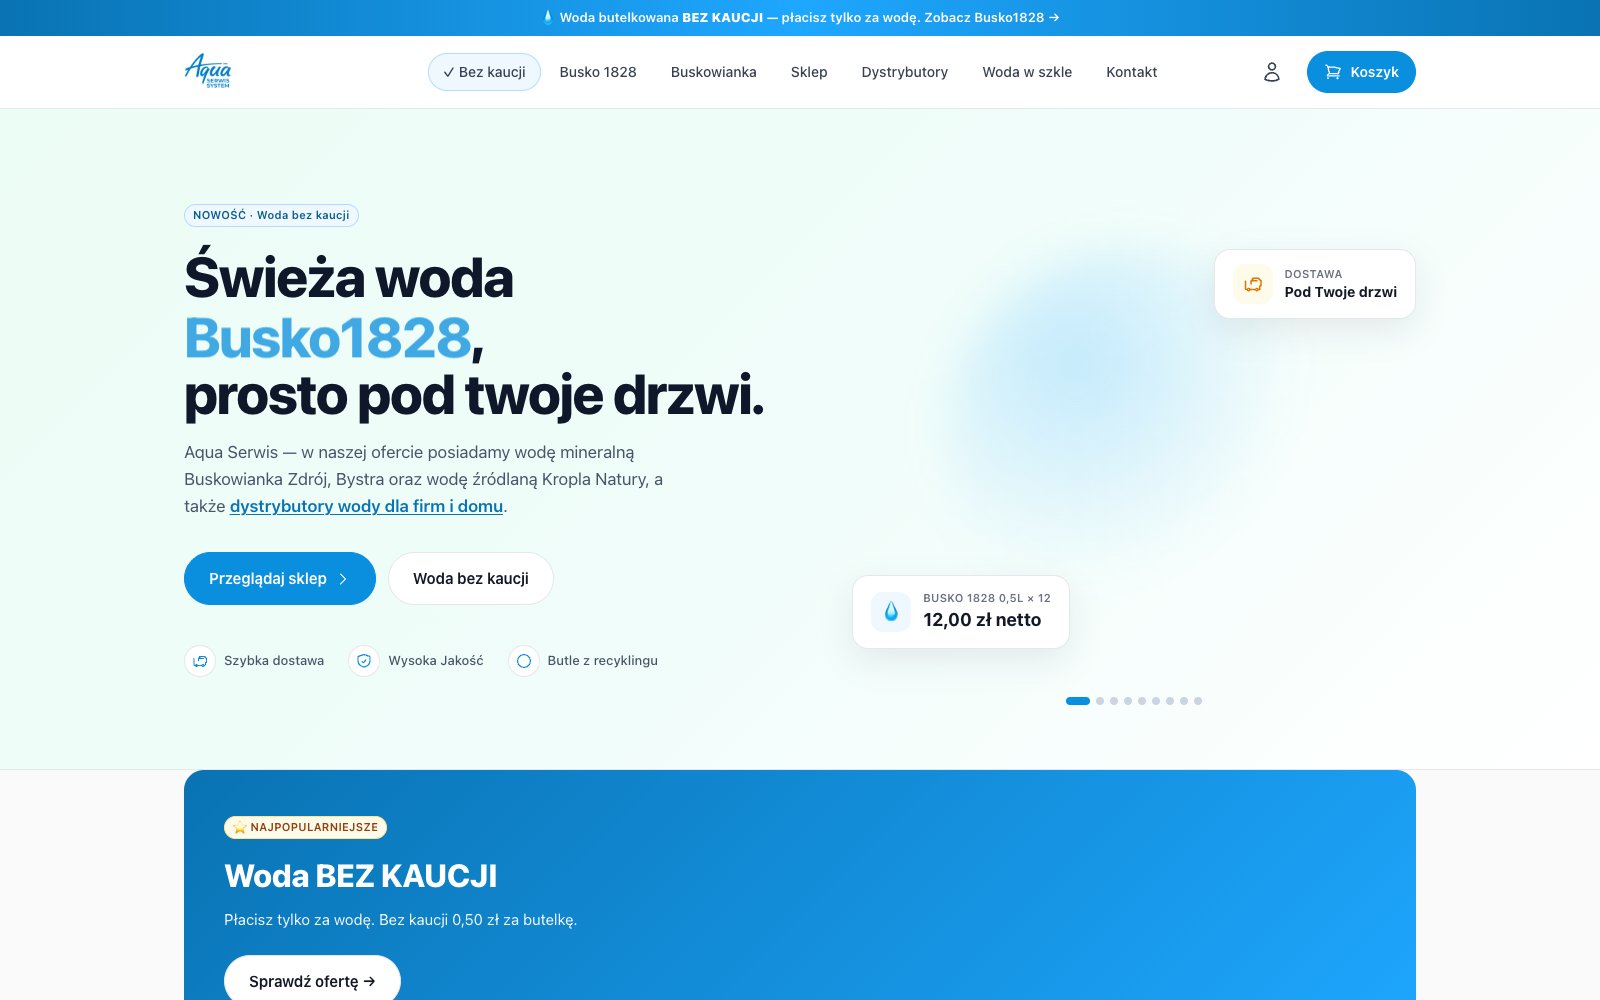 💧 Woda butelkowana BEZ KAUCJI — płacisz tylko za wodę. Zobacz Busko1828 →
Aqua
SERWIS
SYSTEM
✓ Bez kaucji
Busko 1828
Buskowianka
Sklep
Dystrybutory
Woda w szkle
Kontakt
Koszyk
NOWOŚĆ · Woda bez kaucji
Świeża woda
Busko1828,
prosto pod twoje drzwi.
Aqua Serwis — w naszej ofercie posiadamy wodę mineralną
Buskowianka Zdrój, Bystra oraz wodę źródlaną Kropla Natury, a
także dystrybutory wody dla firm i domu.
Przeglądaj sklep
Woda bez kaucji
Szybka dostawa
Wysoka Jakość
Butle z recyklingu
DOSTAWA
Pod Twoje drzwi
BUSKO 1828 0,5L × 12
12,00 zł netto
⭐ NAJPOPULARNIEJSZE
Woda BEZ KAUCJI
Płacisz tylko za wodę. Bez kaucji 0,50 zł za butelkę.
Sprawdź ofertę →